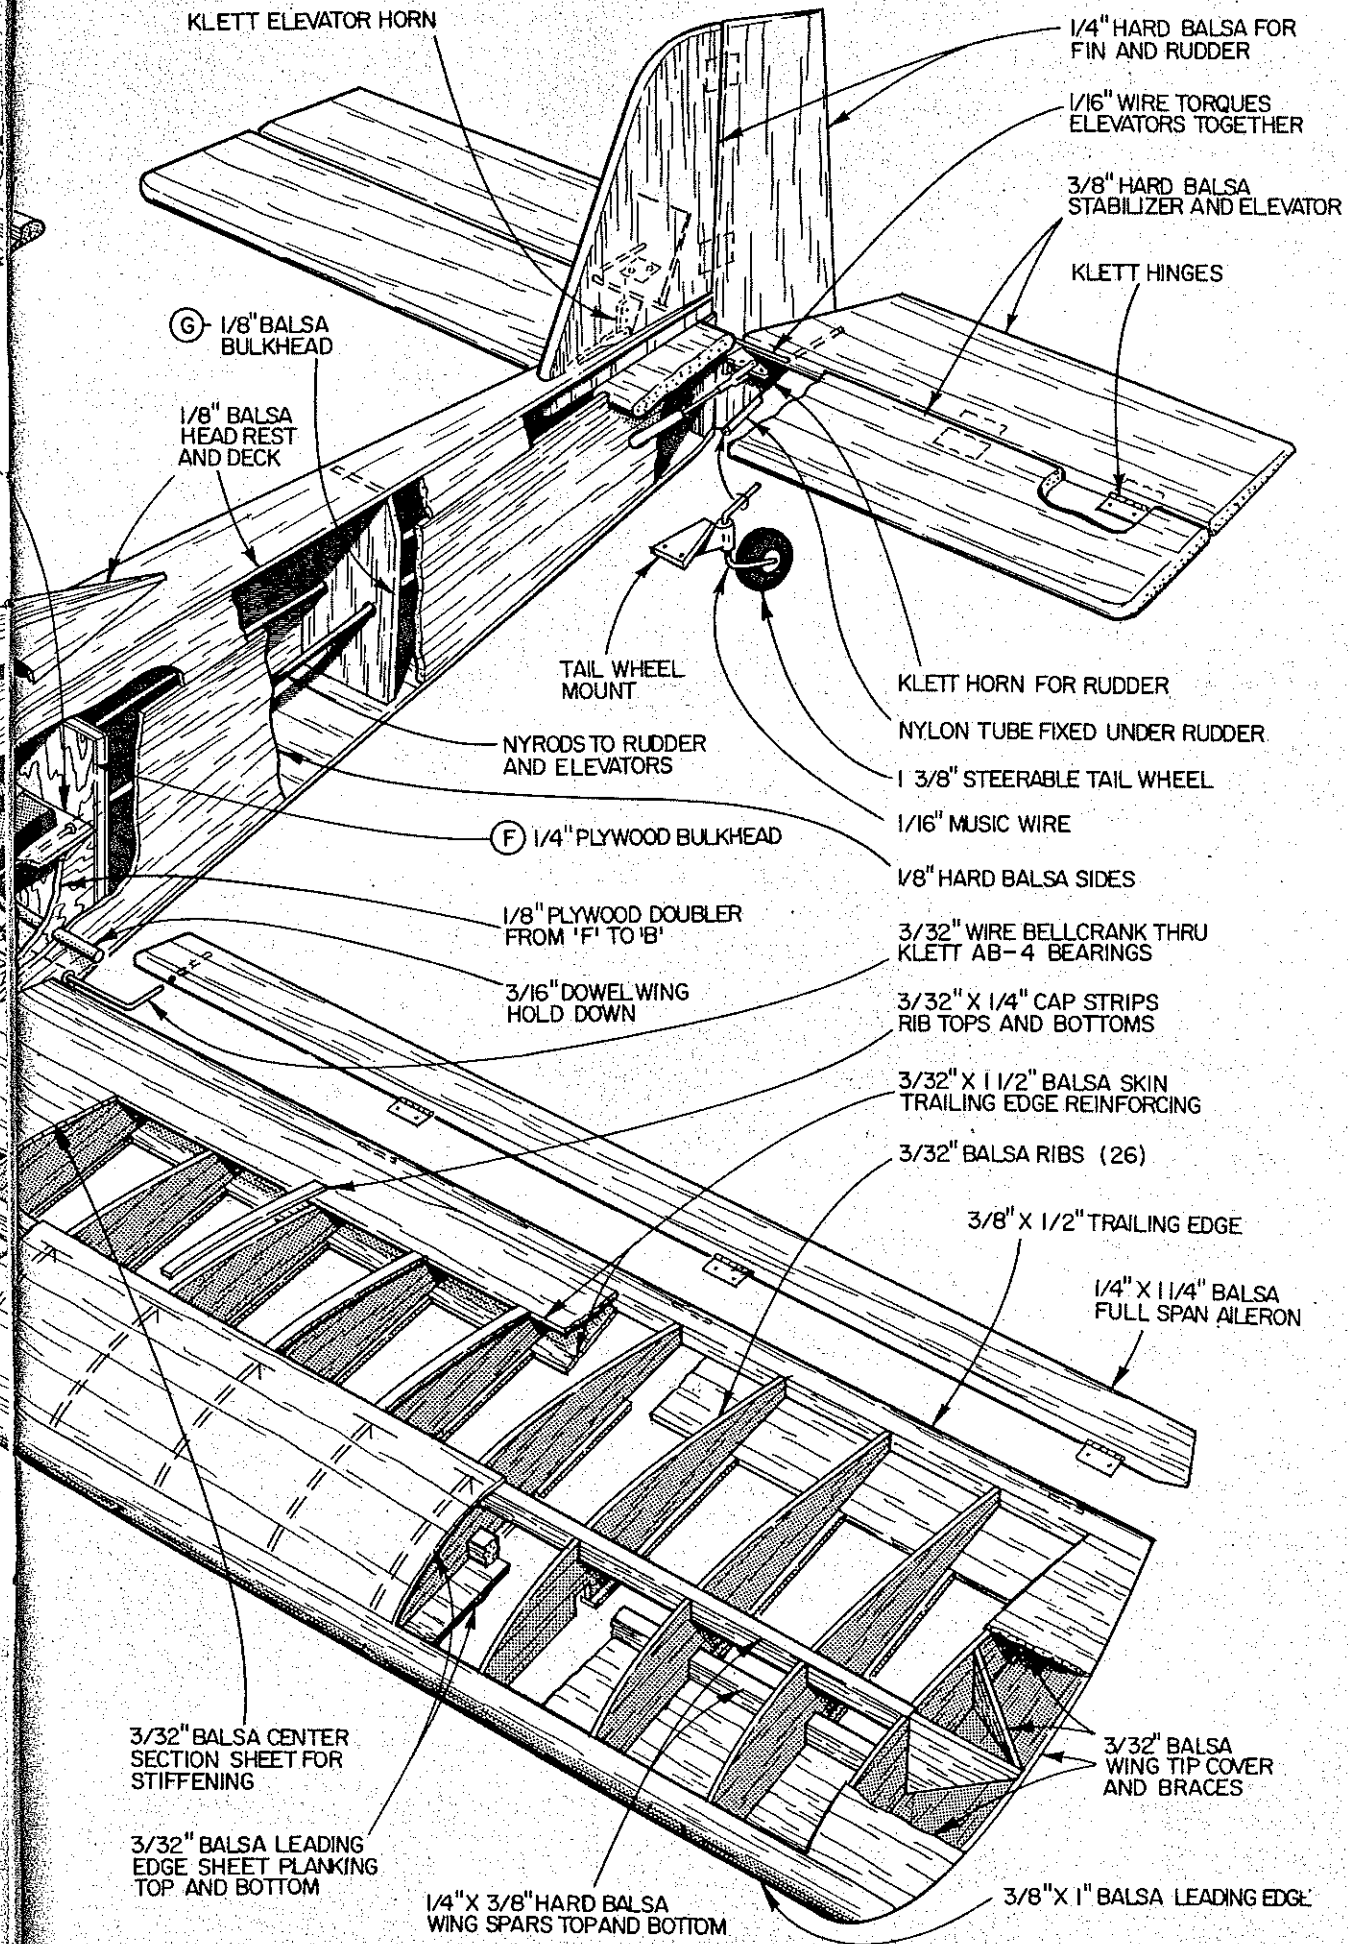 KLETT ELEVATOR HORN
1/4" HARD BALSA FOR
FIN AND RUDDER
1/16" WIRE TORQUES
ELEVATORS TOGETHER
3/8" HARD BALSA
STABILIZER AND ELEVATOR
KLETT HINGES
G - 1/8" BALSA
BULKHEAD
1/8" BALSA
HEAD REST
AND DECK
TAIL WHEEL
MOUNT
KLETT HORN FOR RUDDER
NYLON TUBE FIXED UNDER RUDDER
NYRODS TO RUDDER
AND ELEVATORS
1 3/8" STEERABLE TAIL WHEEL
1/16" MUSIC WIRE
F 1/4" PLYWOOD BULKHEAD
1/8" HARD BALSA SIDES
1/8" PLYWOOD DOUBLER
FROM 'F' TO 'B'
3/32" WIRE BELLCRANK THRU
KLETT AB-4 BEARINGS
3/16" DOWEL WING
HOLD DOWN
3/32" X 1/4" CAP STRIPS
RIB TOPS AND BOTTOMS
3/32" X 1 1/2" BALSA SKIN
TRAILING EDGE REINFORCING
3/32" BALSA RIBS (26)
3/8" X 1/2" TRAILING EDGE
1/4" X 1 1/4" BALSA
FULL SPAN AILERON
3/32" BALSA CENTER
SECTION SHEET FOR
STIFFENING
3/32" BALSA
WING TIP COVER
AND BRACES
3/32" BALSA LEADING
EDGE SHEET PLANKING
TOP AND BOTTOM
1/4" X 3/8" HARD BALSA
WING SPARS TOP AND BOTTOM
3/8" X 1" BALSA LEADING EDGE